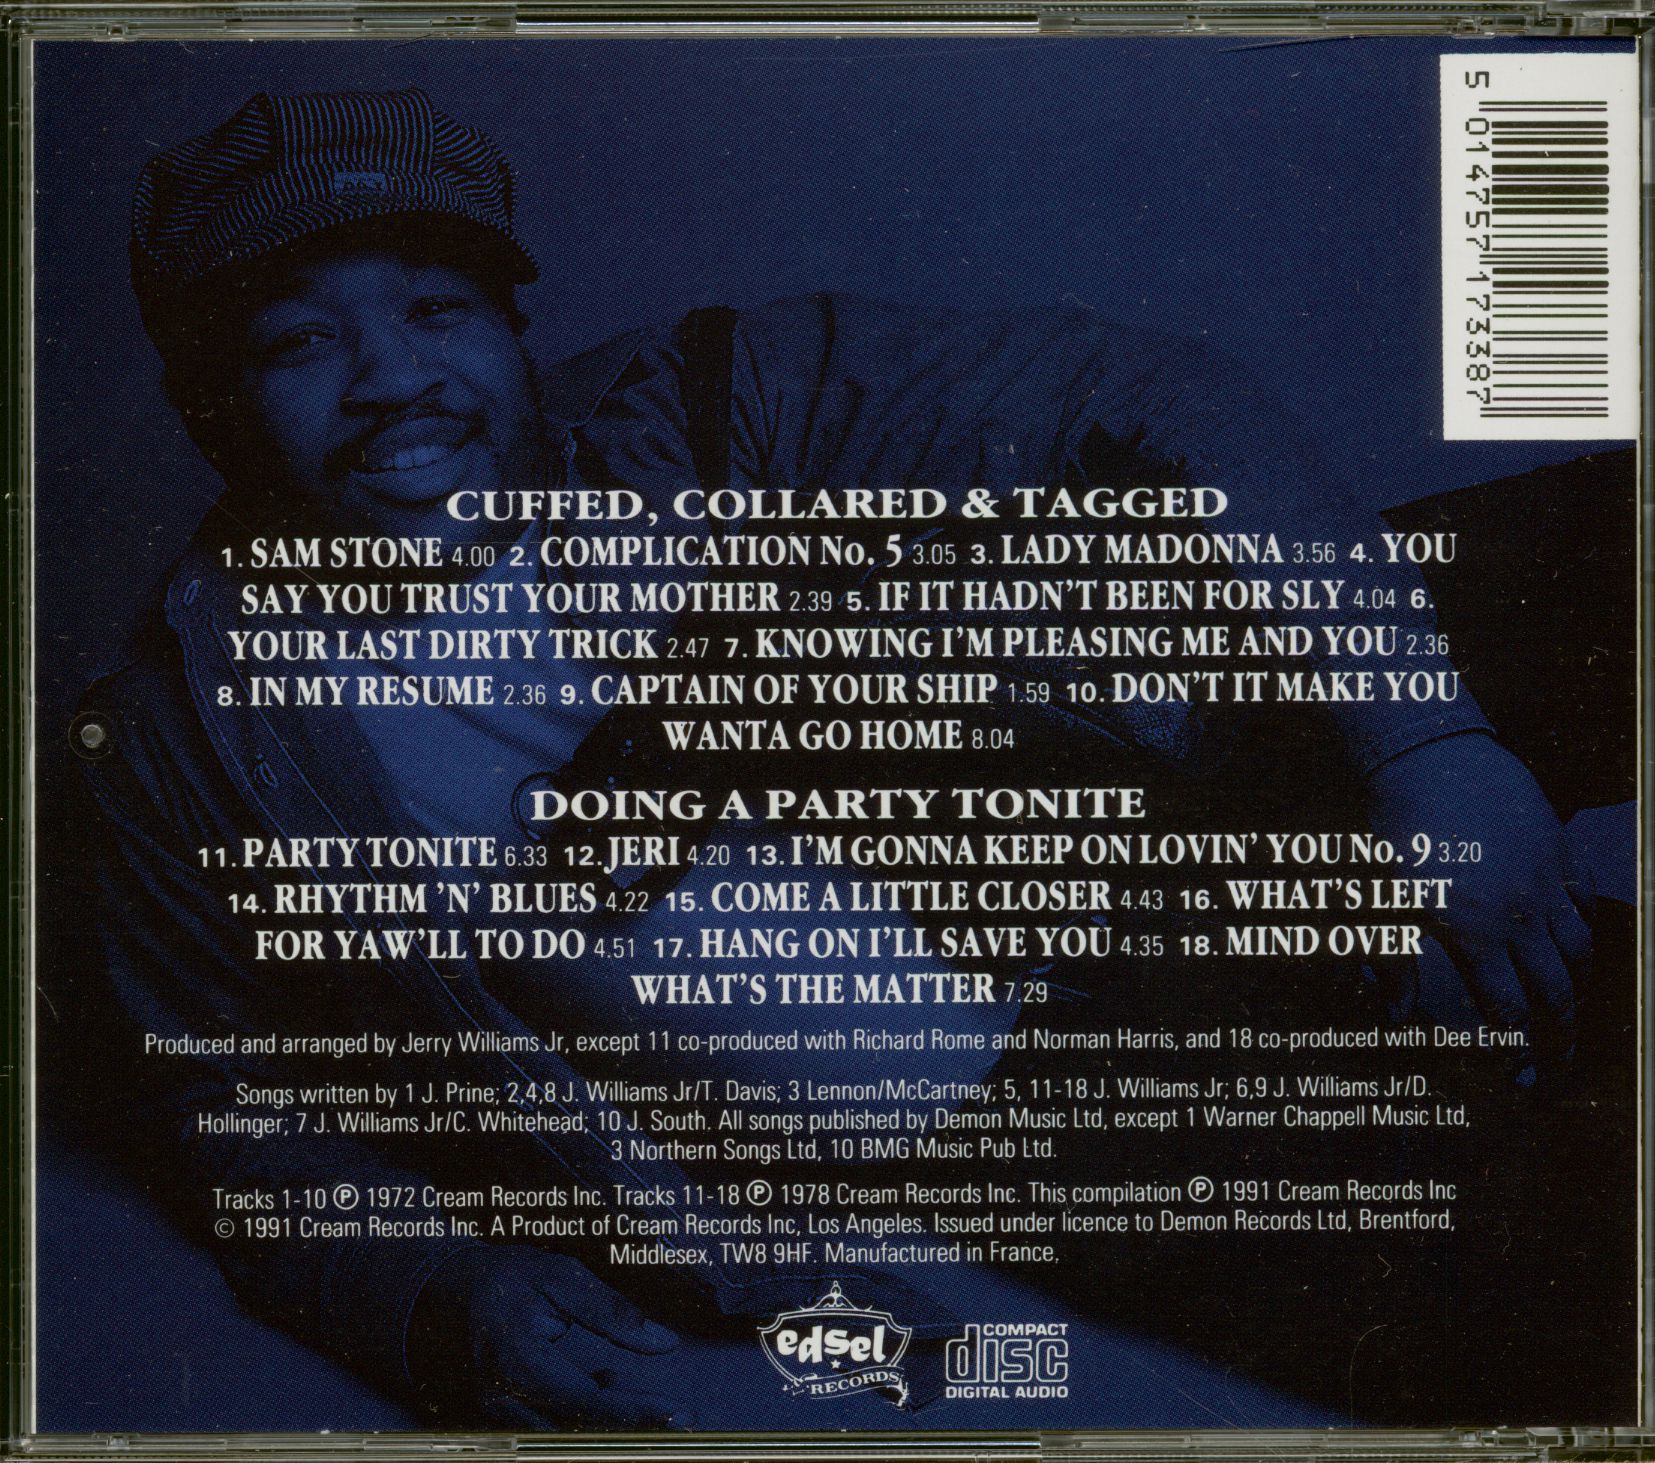 5 014757 173387
CUFFED, COLLARED & TAGGED
1. SAM STONE 4.00 2. COMPLICATION No. 5 3.05 3. LADY MADONNA 3.56 4. YOU
SAY YOU TRUST YOUR MOTHER 2.39 5. IF IT HADN'T BEEN FOR SLY 4.04 6.
YOUR LAST DIRTY TRICK 2.47 7. KNOWING I'M PLEASING ME AND YOU 2.36
8. IN MY RESUME 2.36 9. CAPTAIN OF YOUR SHIP 1.59 10. DON'T IT MAKE YOU
WANTA GO HOME 8.04
DOING A PARTY TONITE
11. PARTY TONITE 6.33 12. JERI 4.20 13. I'M GONNA KEEP ON LOVIN' YOU No. 9 3.20
14. RHYTHM 'N' BLUES 4.22 15. COME A LITTLE CLOSER 4.43 16. WHAT'S LEFT
FOR YAW'LL TO DO 4.51 17. HANG ON I'LL SAVE YOU 4.35 18. MIND OVER
WHAT'S THE MATTER 7.29
Produced and arranged by Jerry Williams Jr, except 11 co-produced with Richard Rome and Norman Harris, and 18 co-produced with Dee Ervin.
Songs written by 1 J. Prine; 2,4,8 J. Williams Jr/T. Davis; 3 Lennon/McCartney; 5, 11-18 J. Williams Jr; 6,9 J. Williams Jr/D.
Hollinger; 7 J. Williams Jr/C. Whitehead; 10 J. South. All songs published by Demon Music Ltd, except 1 Warner Chappell Music Ltd,
3 Northern Songs Ltd, 10 BMG Music Pub Ltd.
Tracks 1-10 ℗ 1972 Cream Records Inc. Tracks 11-18 ℗ 1978 Cream Records Inc. This compilation ℗ 1991 Cream Records Inc
© 1991 Cream Records Inc. A Product of Cream Records Inc, Los Angeles. Issued under licence to Demon Records Ltd, Brentford,
Middlesex, TW8 9HF. Manufactured in France.
edsel
RECORDS
COMPACT
disc
DIGITAL AUDIO